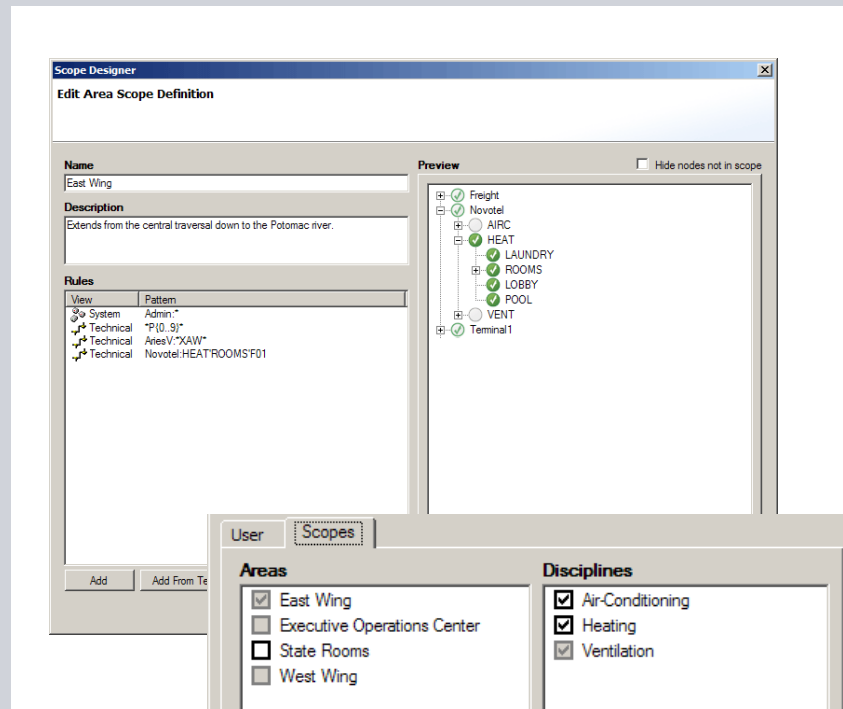 Scope Designer
Edit Area Scope Definition
Name
East Wing
Description
Extends from the central traversal down to the Potomac river.
Rules
View Pattern
System Admin:*
Technical *P{0..9}*
Technical AriesV:*XAW*
Technical Novotel:HEAT'ROOMS'F01
Add Add From Te
Preview Hide nodes not in scope
Freight
Novotel
AIRC
HEAT
LAUNDRY
ROOMS
LOBBY
POOL
VENT
Terminal1
User Scopes
Areas
East Wing
Executive Operations Center
State Rooms
West Wing
Disciplines
Air-Conditioning
Heating
Ventilation